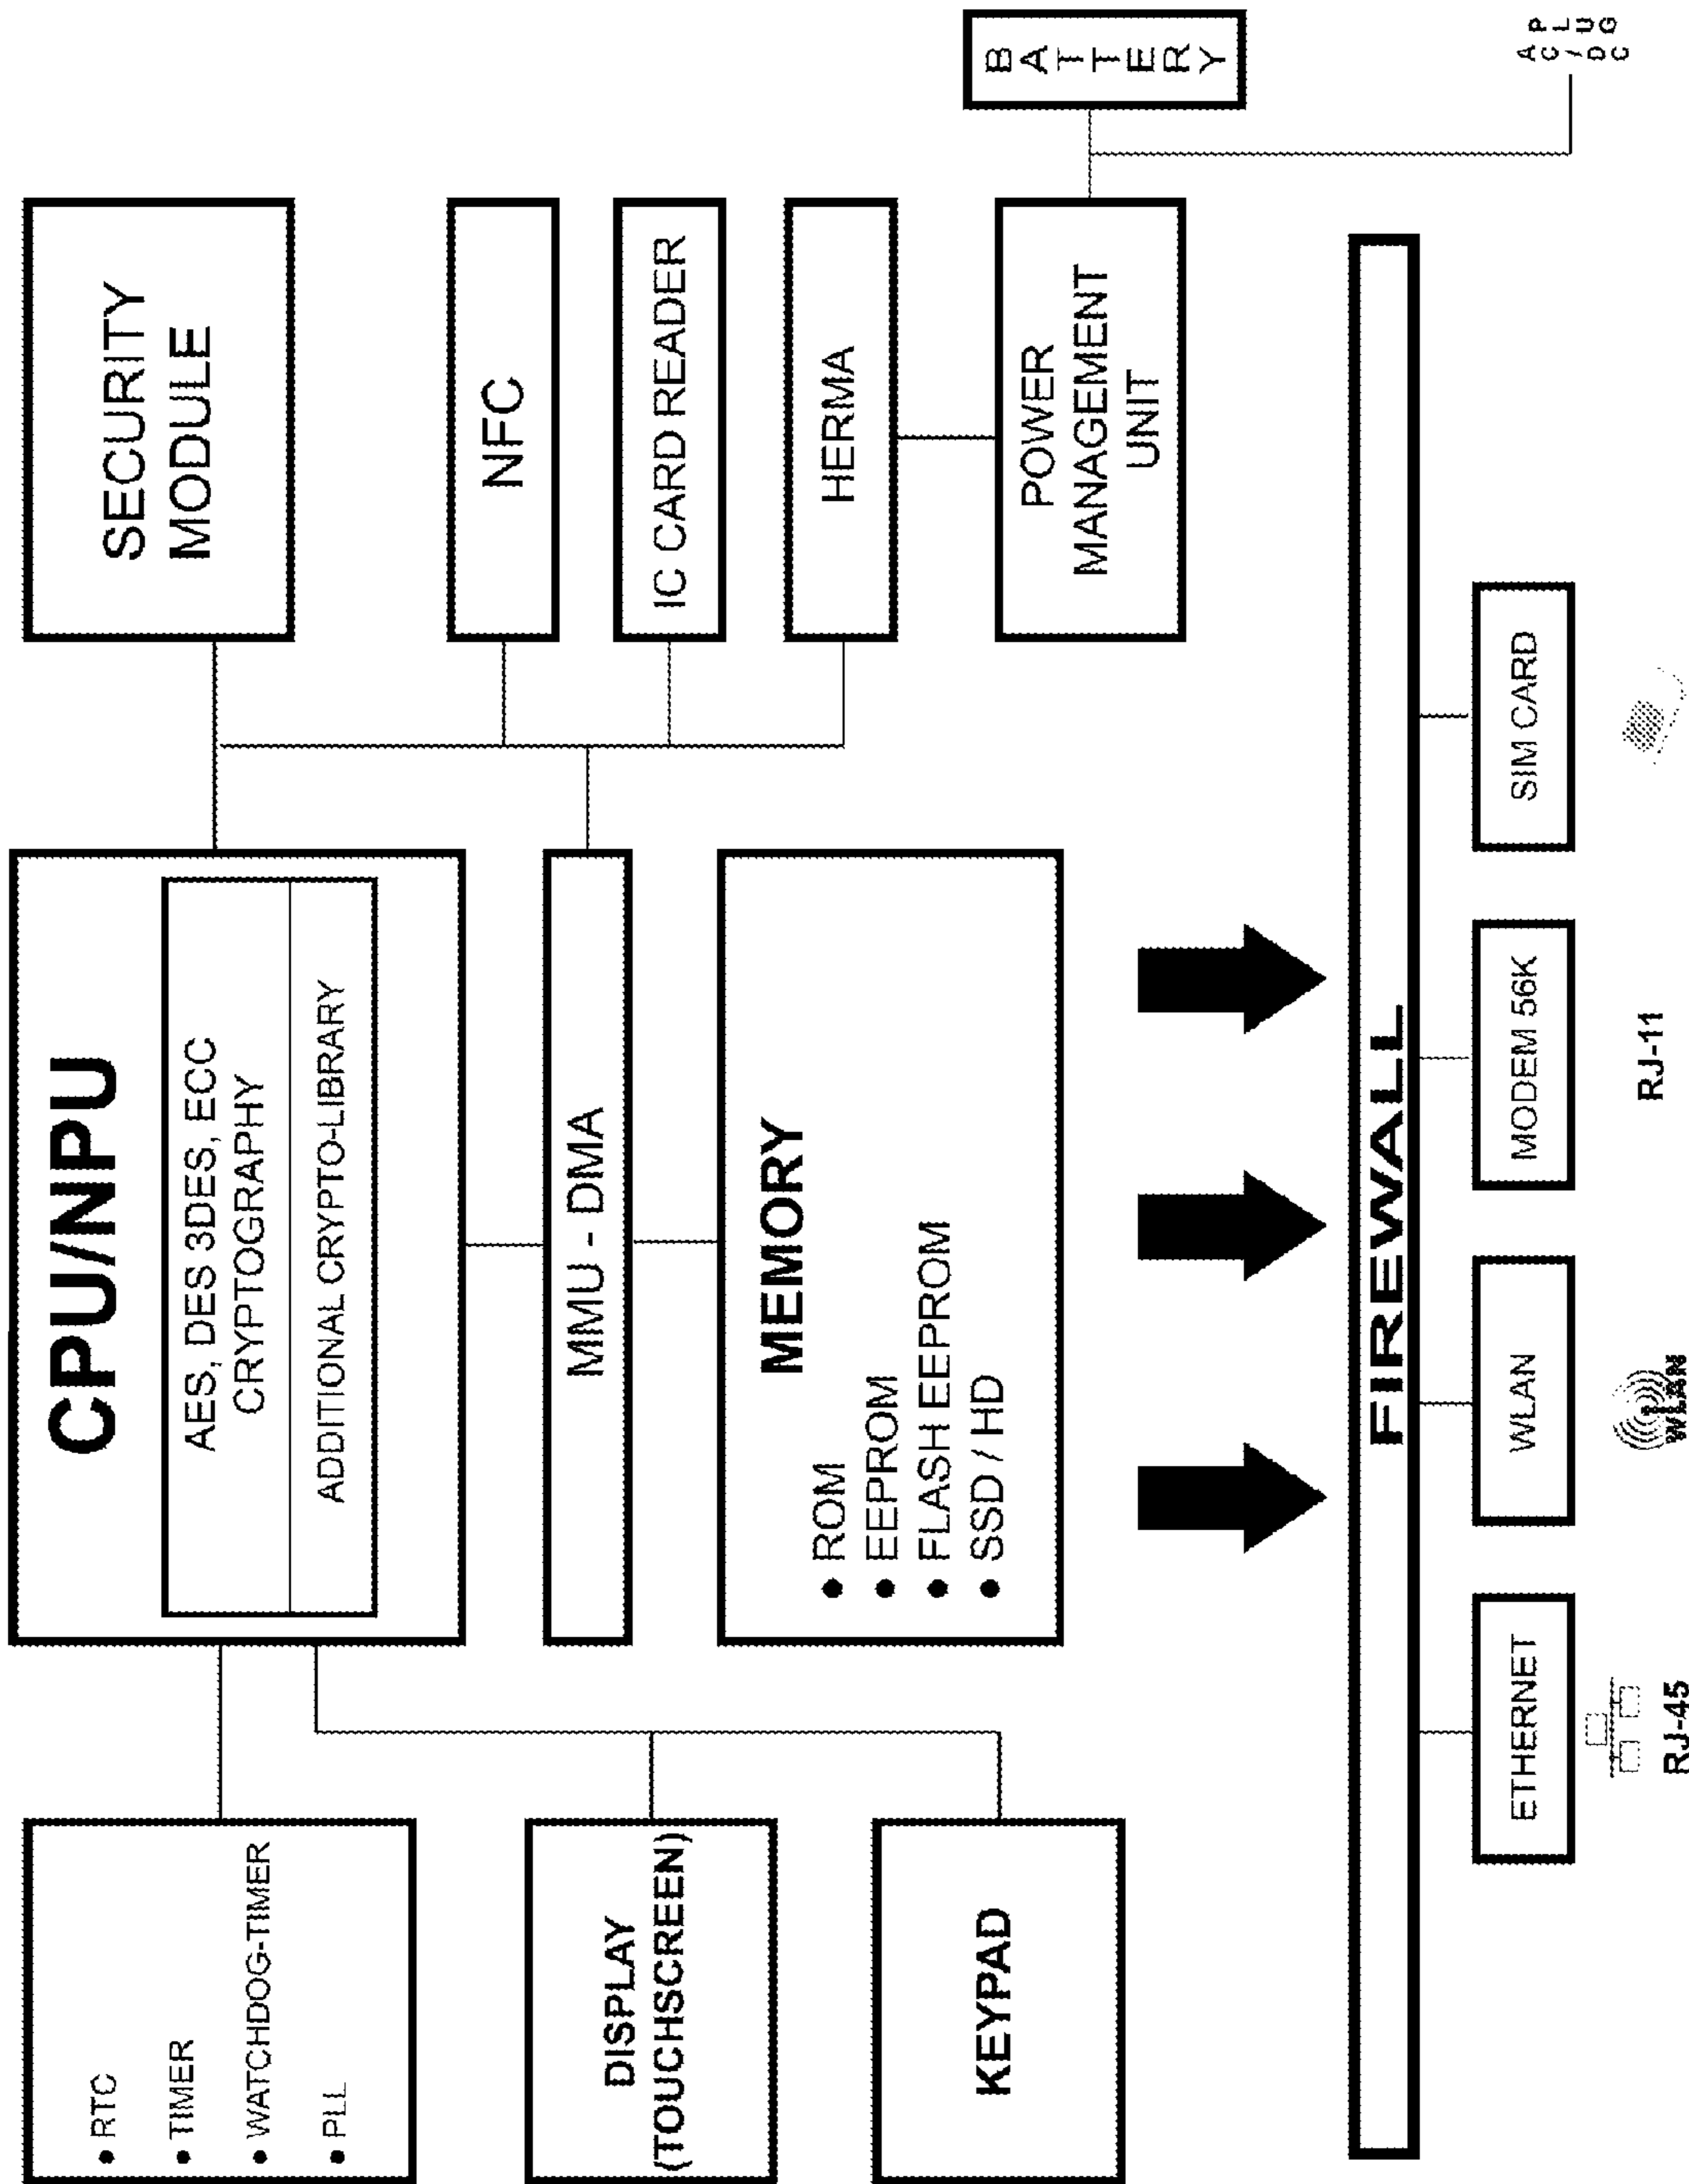 • RTC
• TIMER
• WATCHDOG-TIMER
• PLL
DISPLAY
(TOUCHSCREEN)
KEYPAD
CPU/NPU
AES, DES 3DES, ECC
CRYPTOGRAPHY
ADDITIONAL CRYPTO-LIBRARY
MMU - DMA
MEMORY
• ROM
• EEPROM
• FLASH EEPROM
• SSD / HD
SECURITY
MODULE
NFC
IC CARD READER
HERMA
POWER
MANAGEMENT
UNIT
BATTERY
AC/DC
PLUG
FIREWALL
ETHERNET
WLAN
MODEM 56K
SIM CARD
RJ-45
WLAN
RJ-11